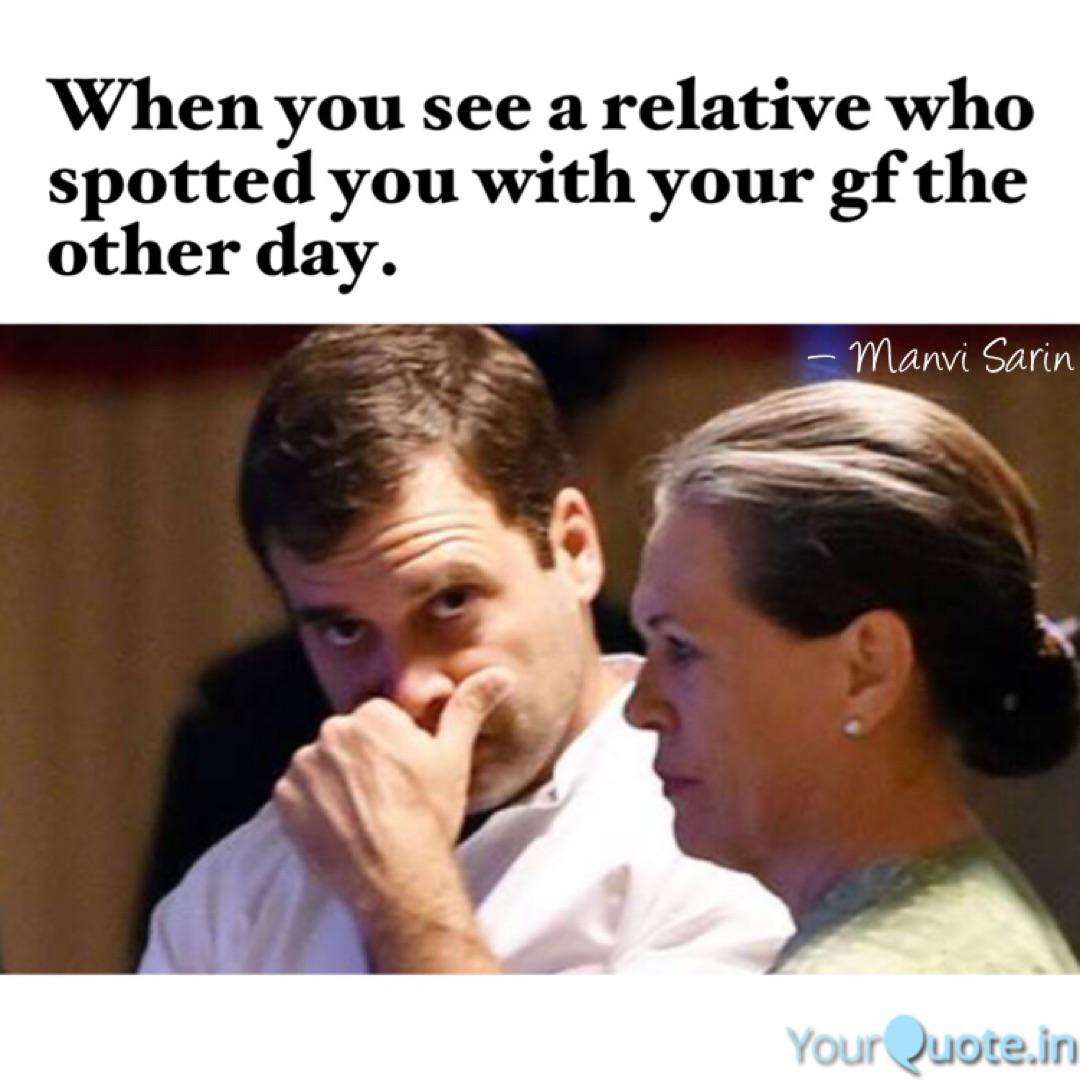 When you see a relative who
spotted you with your gf the
other day.
– Manvi Sarin
YourQuote.in